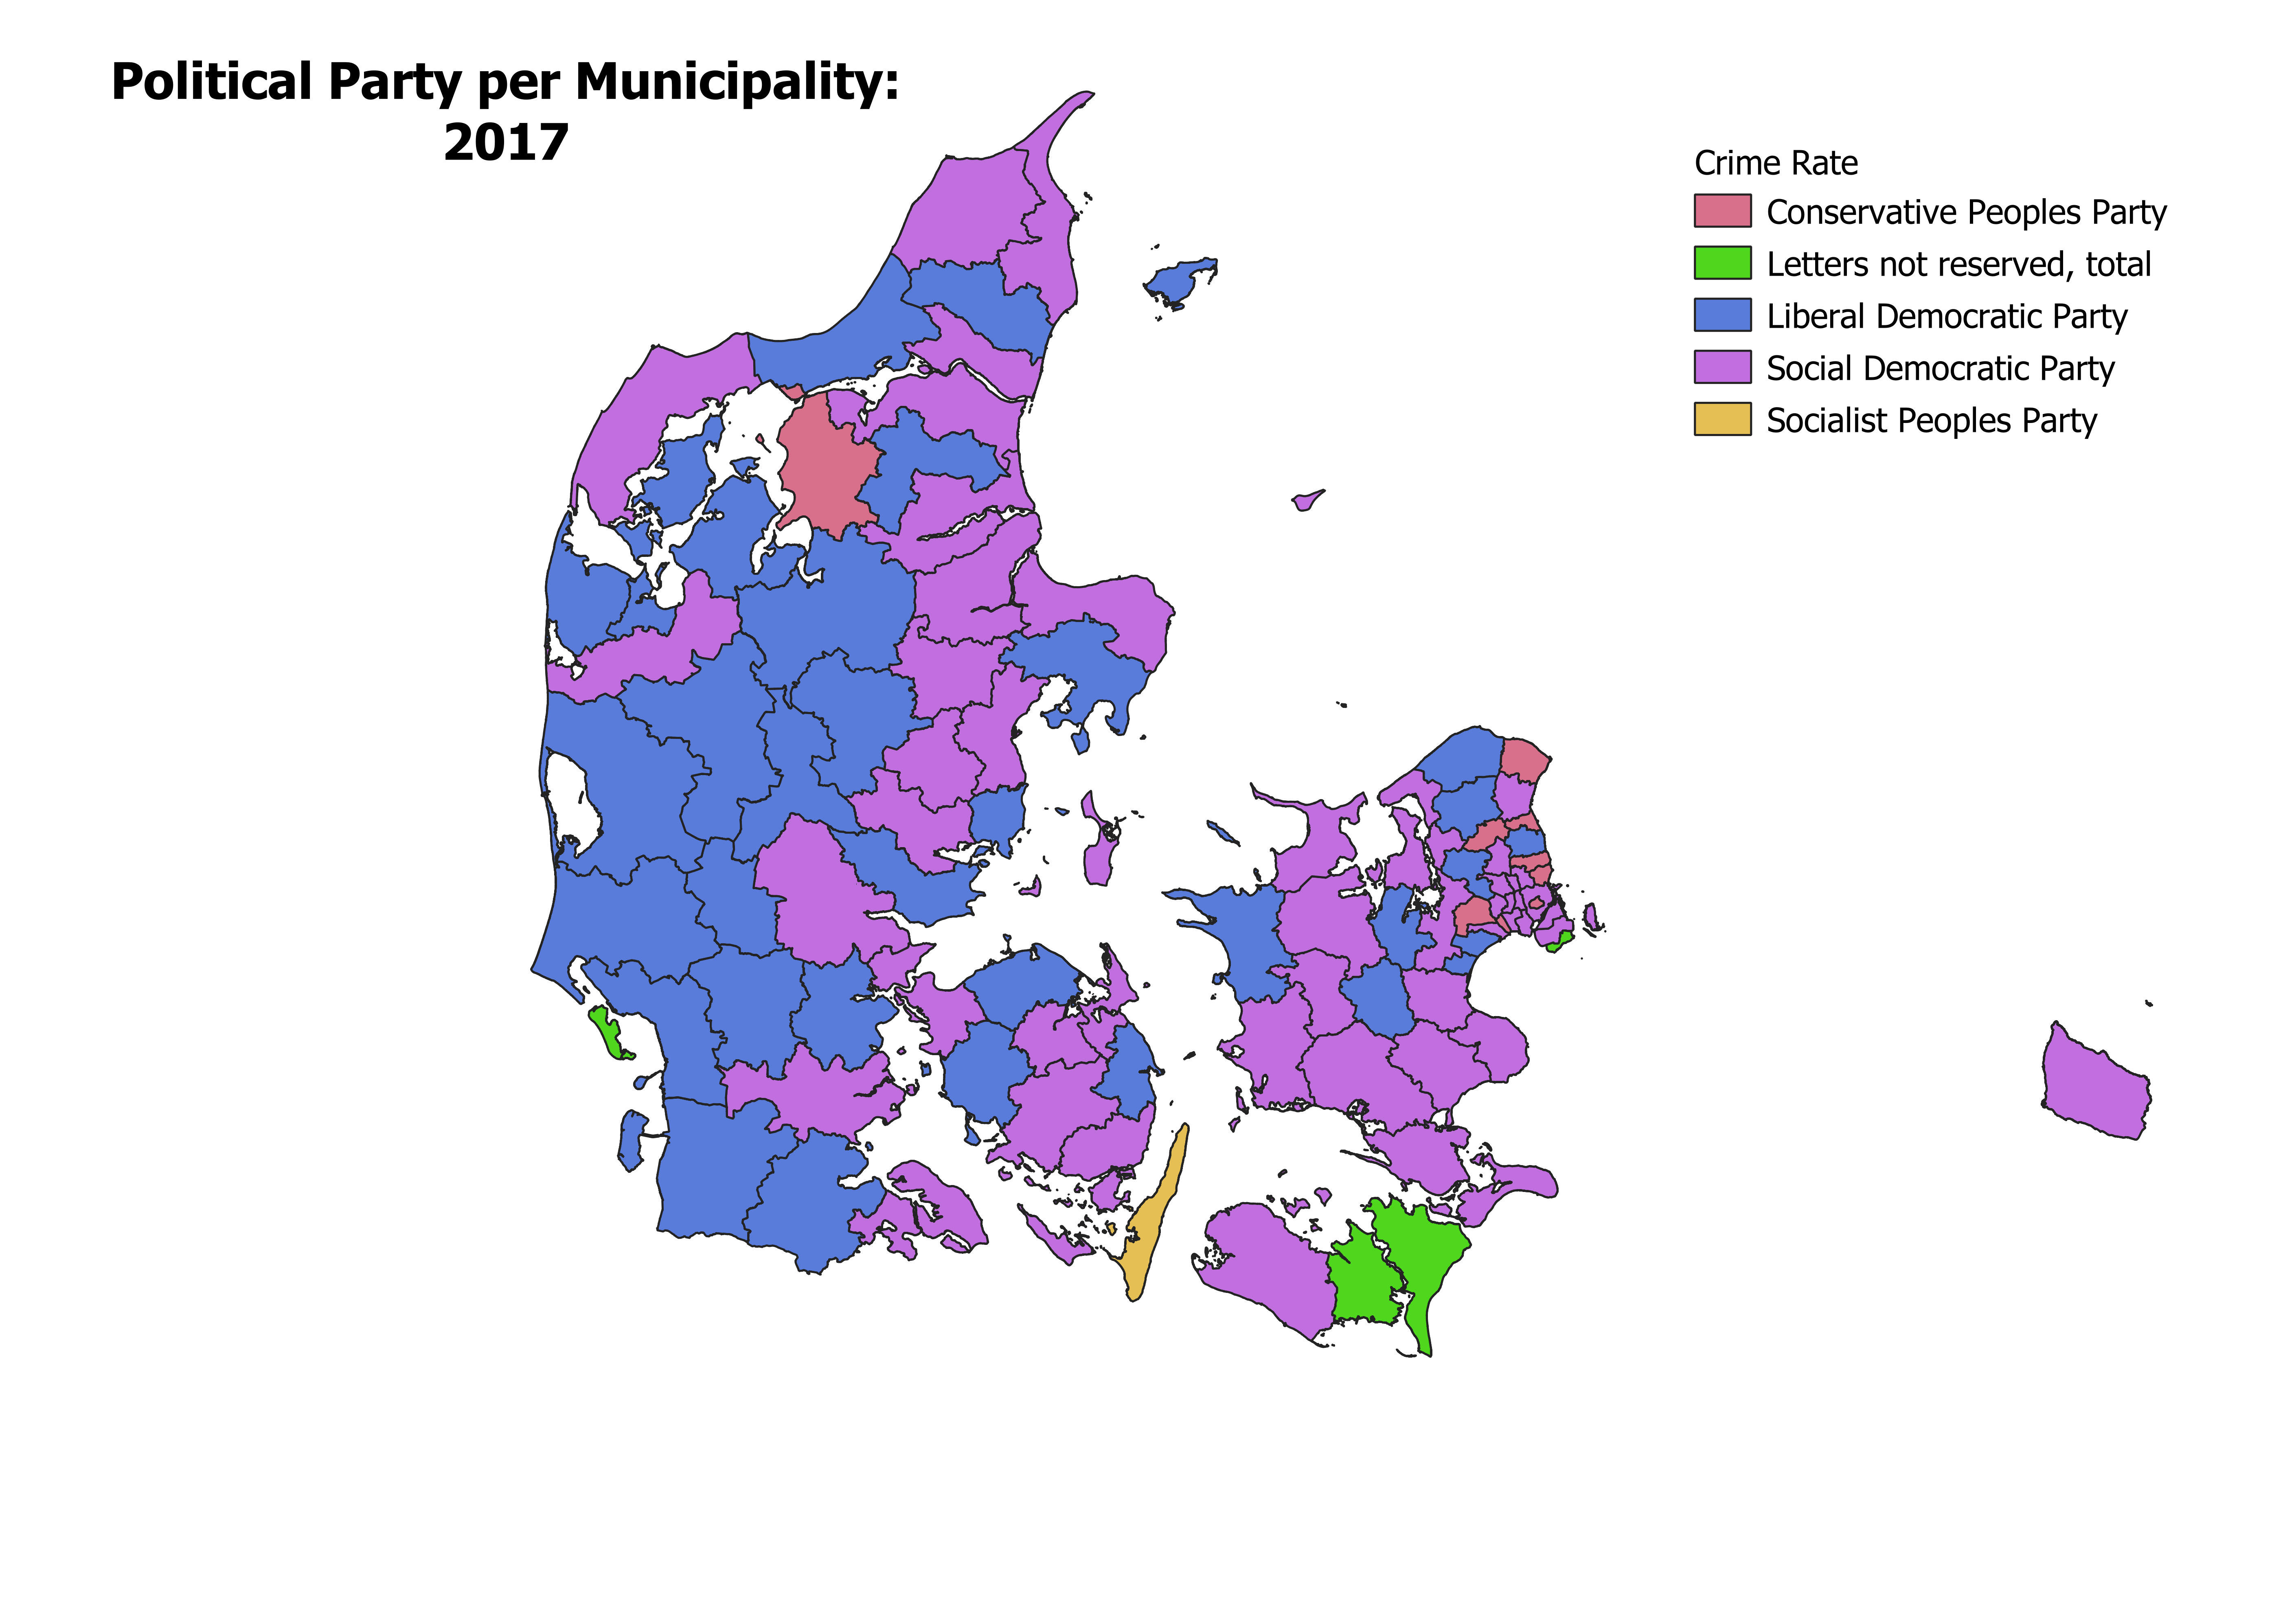 Political Party per Municipality:
2017
Crime Rate
Conservative Peoples Party
Letters not reserved, total
Liberal Democratic Party
Social Democratic Party
Socialist Peoples Party